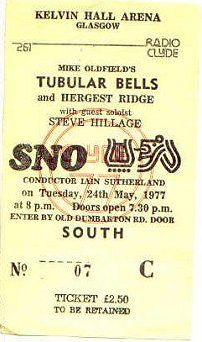 KELVIN HALL ARENA
GLASGOW
261 RADIO CLYDE
MIKE OLDFIELD'S
TUBULAR BELLS
and HERGEST RIDGE
with guest soloist
STEVE HILLAGE
SNO
CONDUCTOR IAIN SUTHERLAND
on Tuesday, 24th May, 1977
at 8 p.m. Doors open 7.30 p.m.
ENTER BY OLD DUMBARTON RD. DOOR
SOUTH
Nº 07 C
TICKET £2.50
TO BE RETAINED